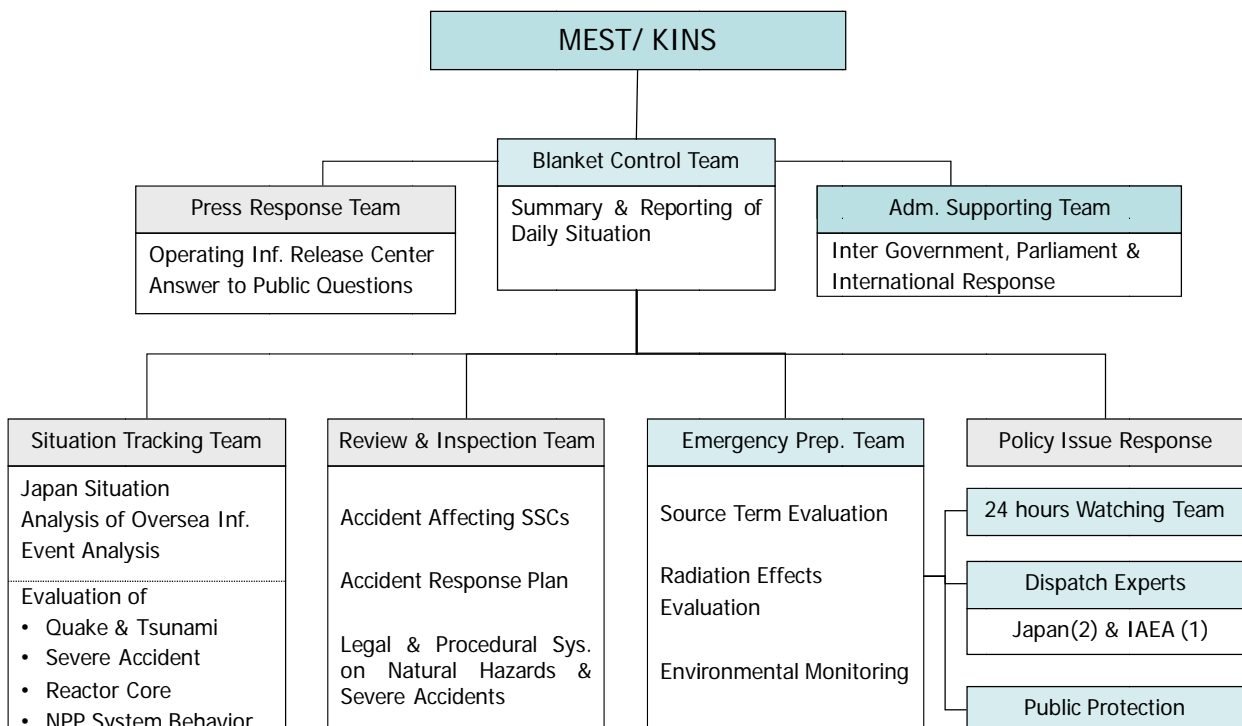 MEST/ KINS
Blanket Control Team
Summary & Reporting of
Daily Situation
Press Response Team
Operating Inf. Release Center
Answer to Public Questions
Adm. Supporting Team
Inter Government, Parliament &
International Response
Situation Tracking Team
Japan Situation
Analysis of Oversea Inf.
Event Analysis
Evaluation of
• Quake & Tsunami
• Severe Accident
• Reactor Core
• NPP System Behavior
Review & Inspection Team
Accident Affecting SSCs
Accident Response Plan
Legal & Procedural Sys.
on Natural Hazards &
Severe Accidents
Emergency Prep. Team
Source Term Evaluation
Radiation Effects
Evaluation
Environmental Monitoring
Policy Issue Response
24 hours Watching Team
Dispatch Experts
Japan(2) & IAEA (1)
Public Protection